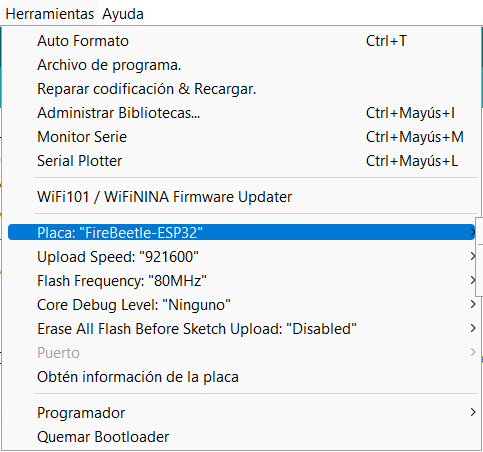 Herramientas Ayuda
Auto Formato Ctrl+T
Archivo de programa.
Reparar codificación & Recargar.
Administrar Bibliotecas... Ctrl+Mayús+I
Monitor Serie Ctrl+Mayús+M
Serial Plotter Ctrl+Mayús+L
WiFi101 / WiFiNINA Firmware Updater
Placa: "FireBeetle-ESP32"
Upload Speed: "921600"
Flash Frequency: "80MHz"
Core Debug Level: "Ninguno"
Erase All Flash Before Sketch Upload: "Disabled"
Puerto
Obtén información de la placa
Programador
Quemar Bootloader